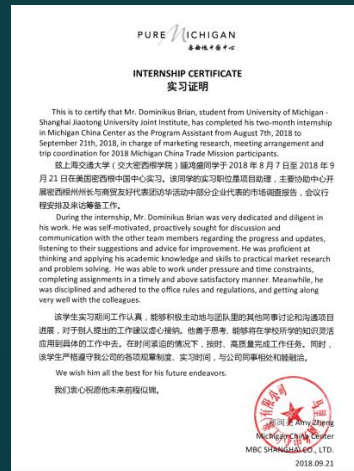 PURE MICHIGAN
INTERNSHIP CERTIFICATE
实习证明
This is to certify that Mr. Dominikus Brian, student from University of Michigan -
Shanghai Jiaotong University Joint Institute, has completed his two-month internship
in Michigan China Center as the Program Assistant from August 7th, 2018 to
September 21th, 2018, in charge of marketing research, meeting arrangement and
trip coordination for 2018 Michigan China Trade Mission participants.
兹上海交通大学（交大密西根学院）鍾鸿盛同学于 2018 年 8 月 7 日至 2018 年 9
月 21 日在美国密西根中国中心实习。该同学的实习职位是项目助理，主要协助中心开
展密西根州州长与商贸友好代表团访华活动中部分企业代表的市场调查报告，会议行
程安排及来访筹备工作。
During the internship, Mr. Dominikus Brian was very dedicated and diligent in
his work. He was self-motivated, proactively sought for discussion and
communication with the other team members regarding the progress and updates,
listening to their suggestions and advice for improvement. He was proficient at
thinking and applying his academic knowledge and skills to practical market research
and problem solving. He was able to work under pressure and time constraints,
completing assignments in a timely and above satisfactory manner. Meanwhile, he
was disciplined and adhered to the office rules and regulations, and getting along
very well with the colleagues.
该学生实习期间工作认真，能够积极主动地与团队里的其他同事讨论和沟通项目
进展，对于别人提出的工作建议虚心接纳。他善于思考，能够将在学校所学的知识灵活
应用到具体的工作中去。在时间紧迫的情况下，按时、高质量完成工作任务。同时，
该学生严格遵守我公司的各项规章制度、实习时间，与公司同事相处和睦融洽。
We wish him all the best for his future endeavors.
我们衷心祝愿他未来前程似锦。
Amy Zheng
Michigan China Center
MBC SHANGHAI CO., LTD.
2018.09.21